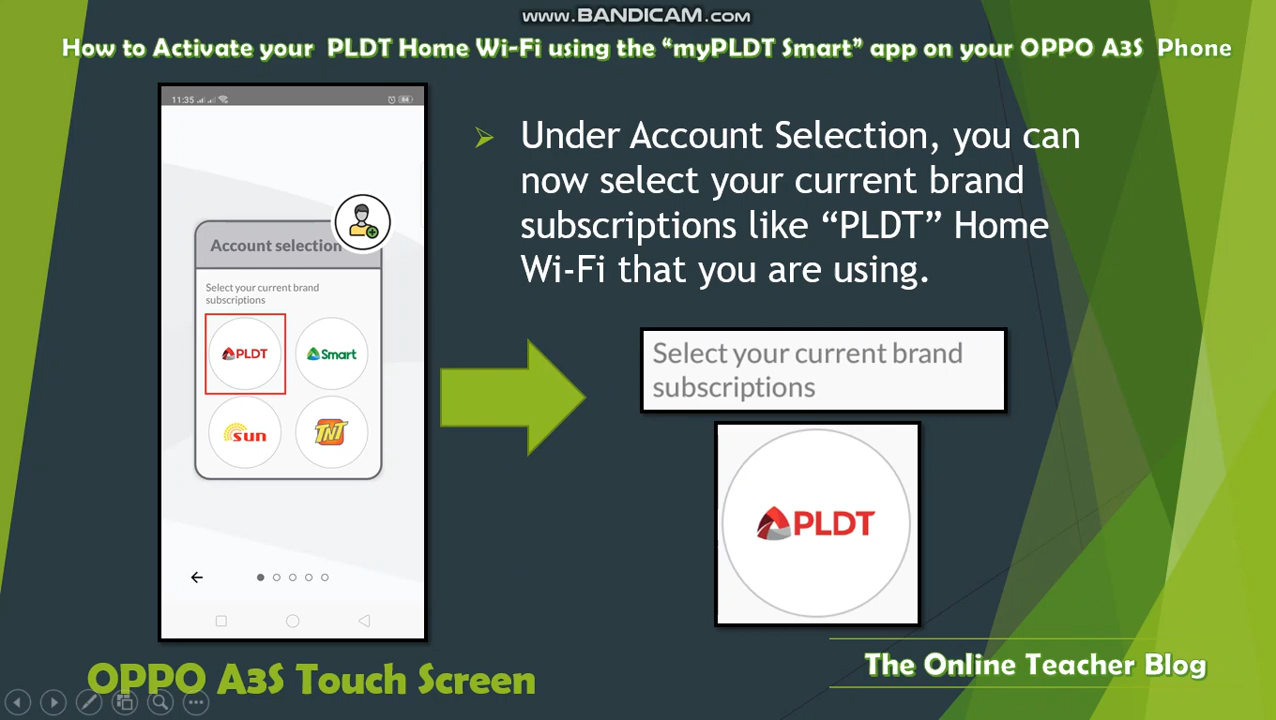 www.BANDICAM.com
How to Activate your PLDT Home Wi-Fi using the “myPLDT Smart” app on your OPPO A3S Phone
11:35
94
Account selection
Select your current brand
subscriptions
PLDT
Smart
sun
TNT
Under Account Selection, you can
now select your current brand
subscriptions like “PLDT” Home
Wi-Fi that you are using.
Select your current brand
subscriptions
PLDT
OPPO A3S Touch Screen
The Online Teacher Blog